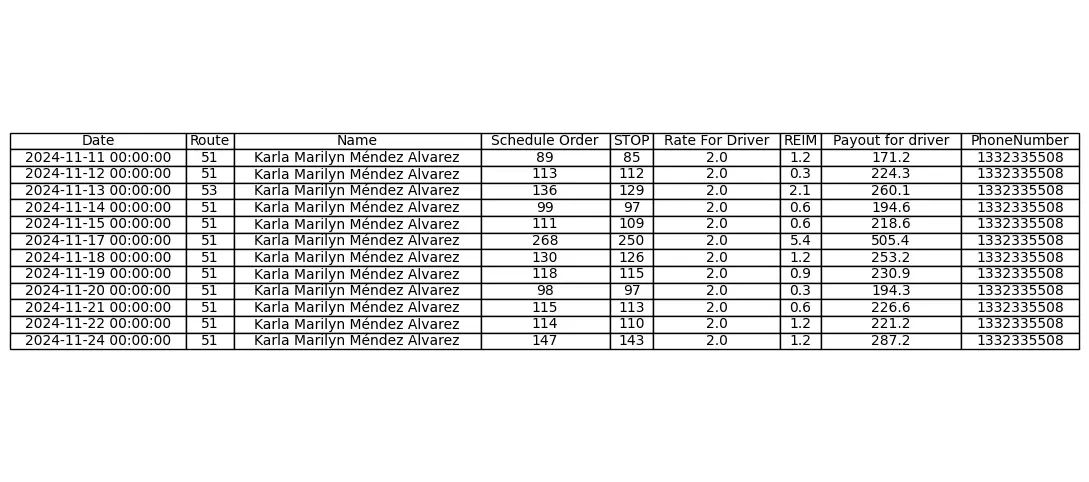 Date Route Name Schedule Order STOP Rate For Driver REIM Payout for driver PhoneNumber
2024-11-11 00:00:00 51 Karla Marilyn Méndez Alvarez 89 85 2.0 1.2 171.2 1332335508
2024-11-12 00:00:00 51 Karla Marilyn Méndez Alvarez 113 112 2.0 0.3 224.3 1332335508
2024-11-13 00:00:00 53 Karla Marilyn Méndez Alvarez 136 129 2.0 2.1 260.1 1332335508
2024-11-14 00:00:00 51 Karla Marilyn Méndez Alvarez 99 97 2.0 0.6 194.6 1332335508
2024-11-15 00:00:00 51 Karla Marilyn Méndez Alvarez 111 109 2.0 0.6 218.6 1332335508
2024-11-17 00:00:00 51 Karla Marilyn Méndez Alvarez 268 250 2.0 5.4 505.4 1332335508
2024-11-18 00:00:00 51 Karla Marilyn Méndez Alvarez 130 126 2.0 1.2 253.2 1332335508
2024-11-19 00:00:00 51 Karla Marilyn Méndez Alvarez 118 115 2.0 0.9 230.9 1332335508
2024-11-20 00:00:00 51 Karla Marilyn Méndez Alvarez 98 97 2.0 0.3 194.3 1332335508
2024-11-21 00:00:00 51 Karla Marilyn Méndez Alvarez 115 113 2.0 0.6 226.6 1332335508
2024-11-22 00:00:00 51 Karla Marilyn Méndez Alvarez 114 110 2.0 1.2 221.2 1332335508
2024-11-24 00:00:00 51 Karla Marilyn Méndez Alvarez 147 143 2.0 1.2 287.2 1332335508